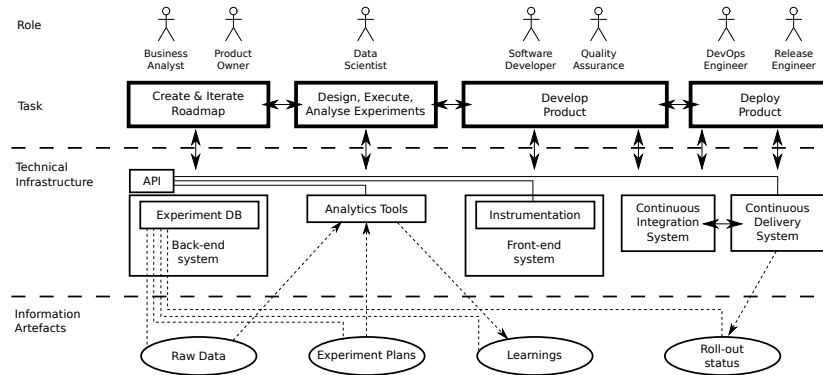 Role
Business
Analyst
Product
Owner
Data
Scientist
Software
Developer
Quality
Assurance
DevOps
Engineer
Release
Engineer
Task
Create & Iterate
Roadmap
Design, Execute,
Analyse Experiments
Develop
Product
Deploy
Product
Technical
Infrastructure
API
Experiment DB
Back-end
system
Analytics Tools
Instrumentation
Front-end
system
Continuous
Integration
System
Continuous
Delivery
System
Information
Artefacts
Raw Data
Experiment Plans
Learnings
Roll-out
status